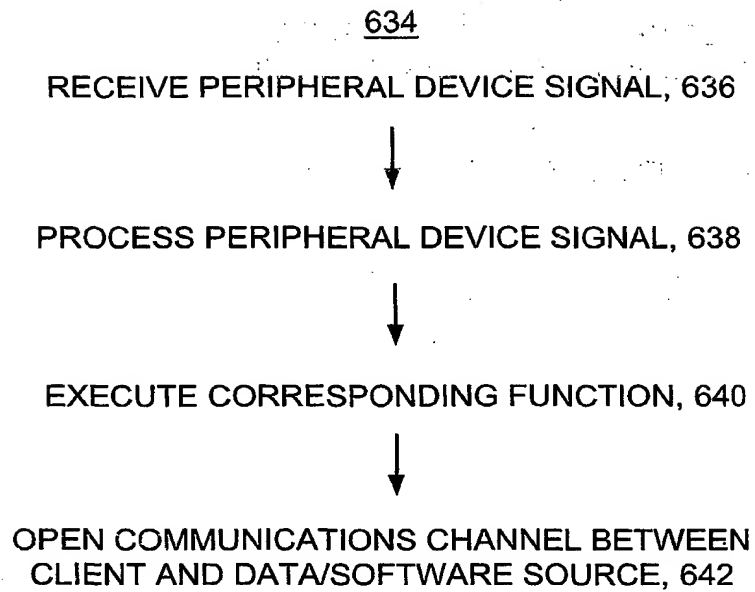 634
RECEIVE PERIPHERAL DEVICE SIGNAL, 636
PROCESS PERIPHERAL DEVICE SIGNAL, 638
EXECUTE CORRESPONDING FUNCTION, 640
OPEN COMMUNICATIONS CHANNEL BETWEEN
CLIENT AND DATA/SOFTWARE SOURCE, 642